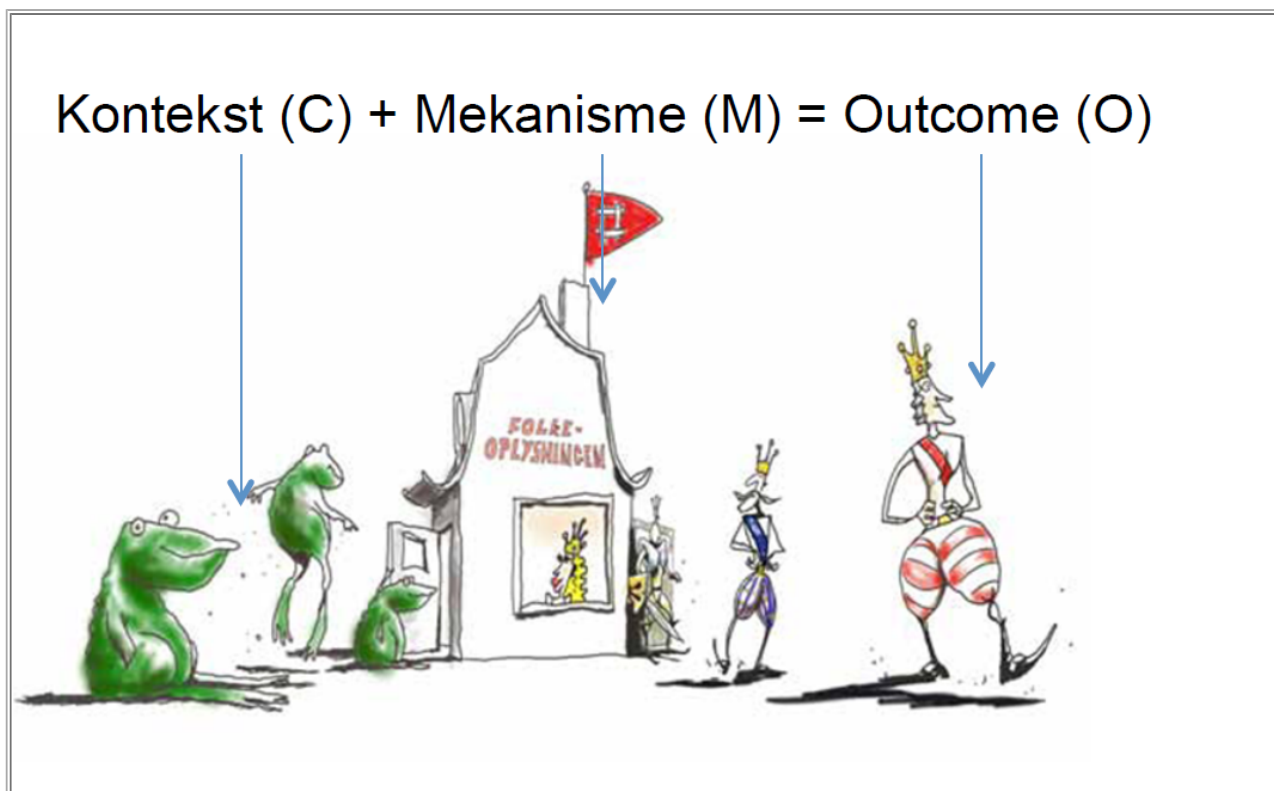 Kontekst (C) + Mekanisme (M) = Outcome (O)
FOLKE-
OPLYSNINGEN